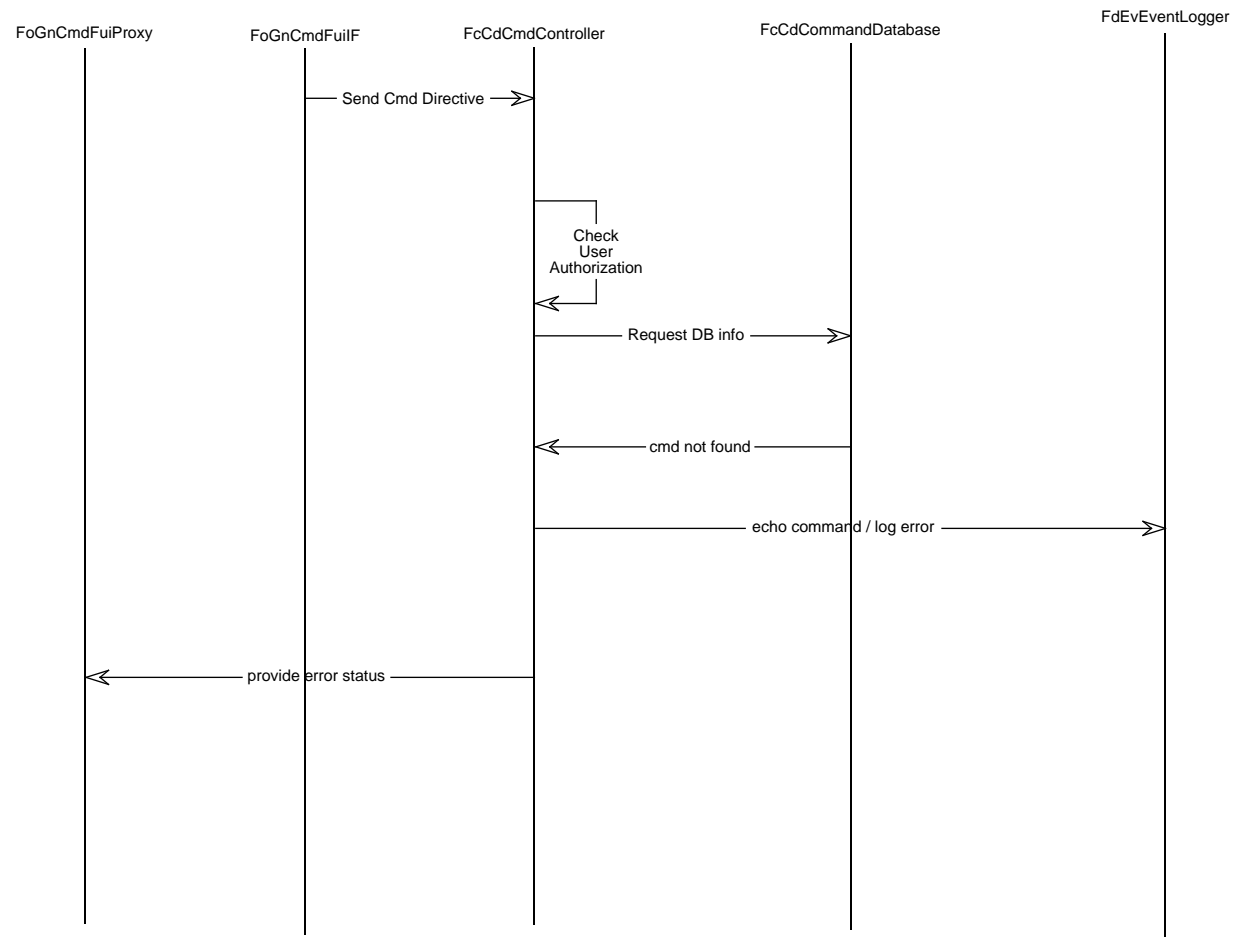 FoGnCmdFuiProxy
FoGnCmdFuiIF
FcCdCmdController
FcCdCommandDatabase
FdEvEventLogger
Send Cmd Directive
Check
User
Authorization
Request DB info
cmd not found
echo command / log error
provide error status